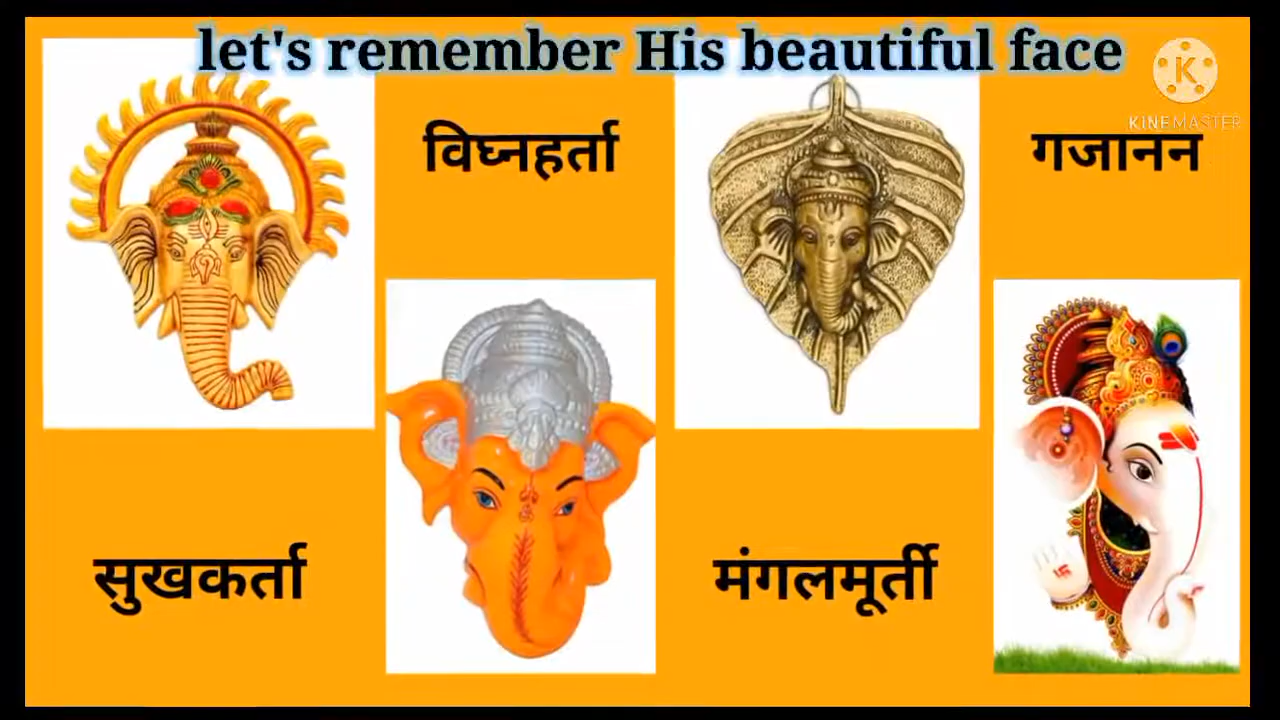 let's remember His beautiful face
K
KINEMASTER
विघ्नहर्ता
गजानन
सुखकर्ता
मंगलमूर्ती